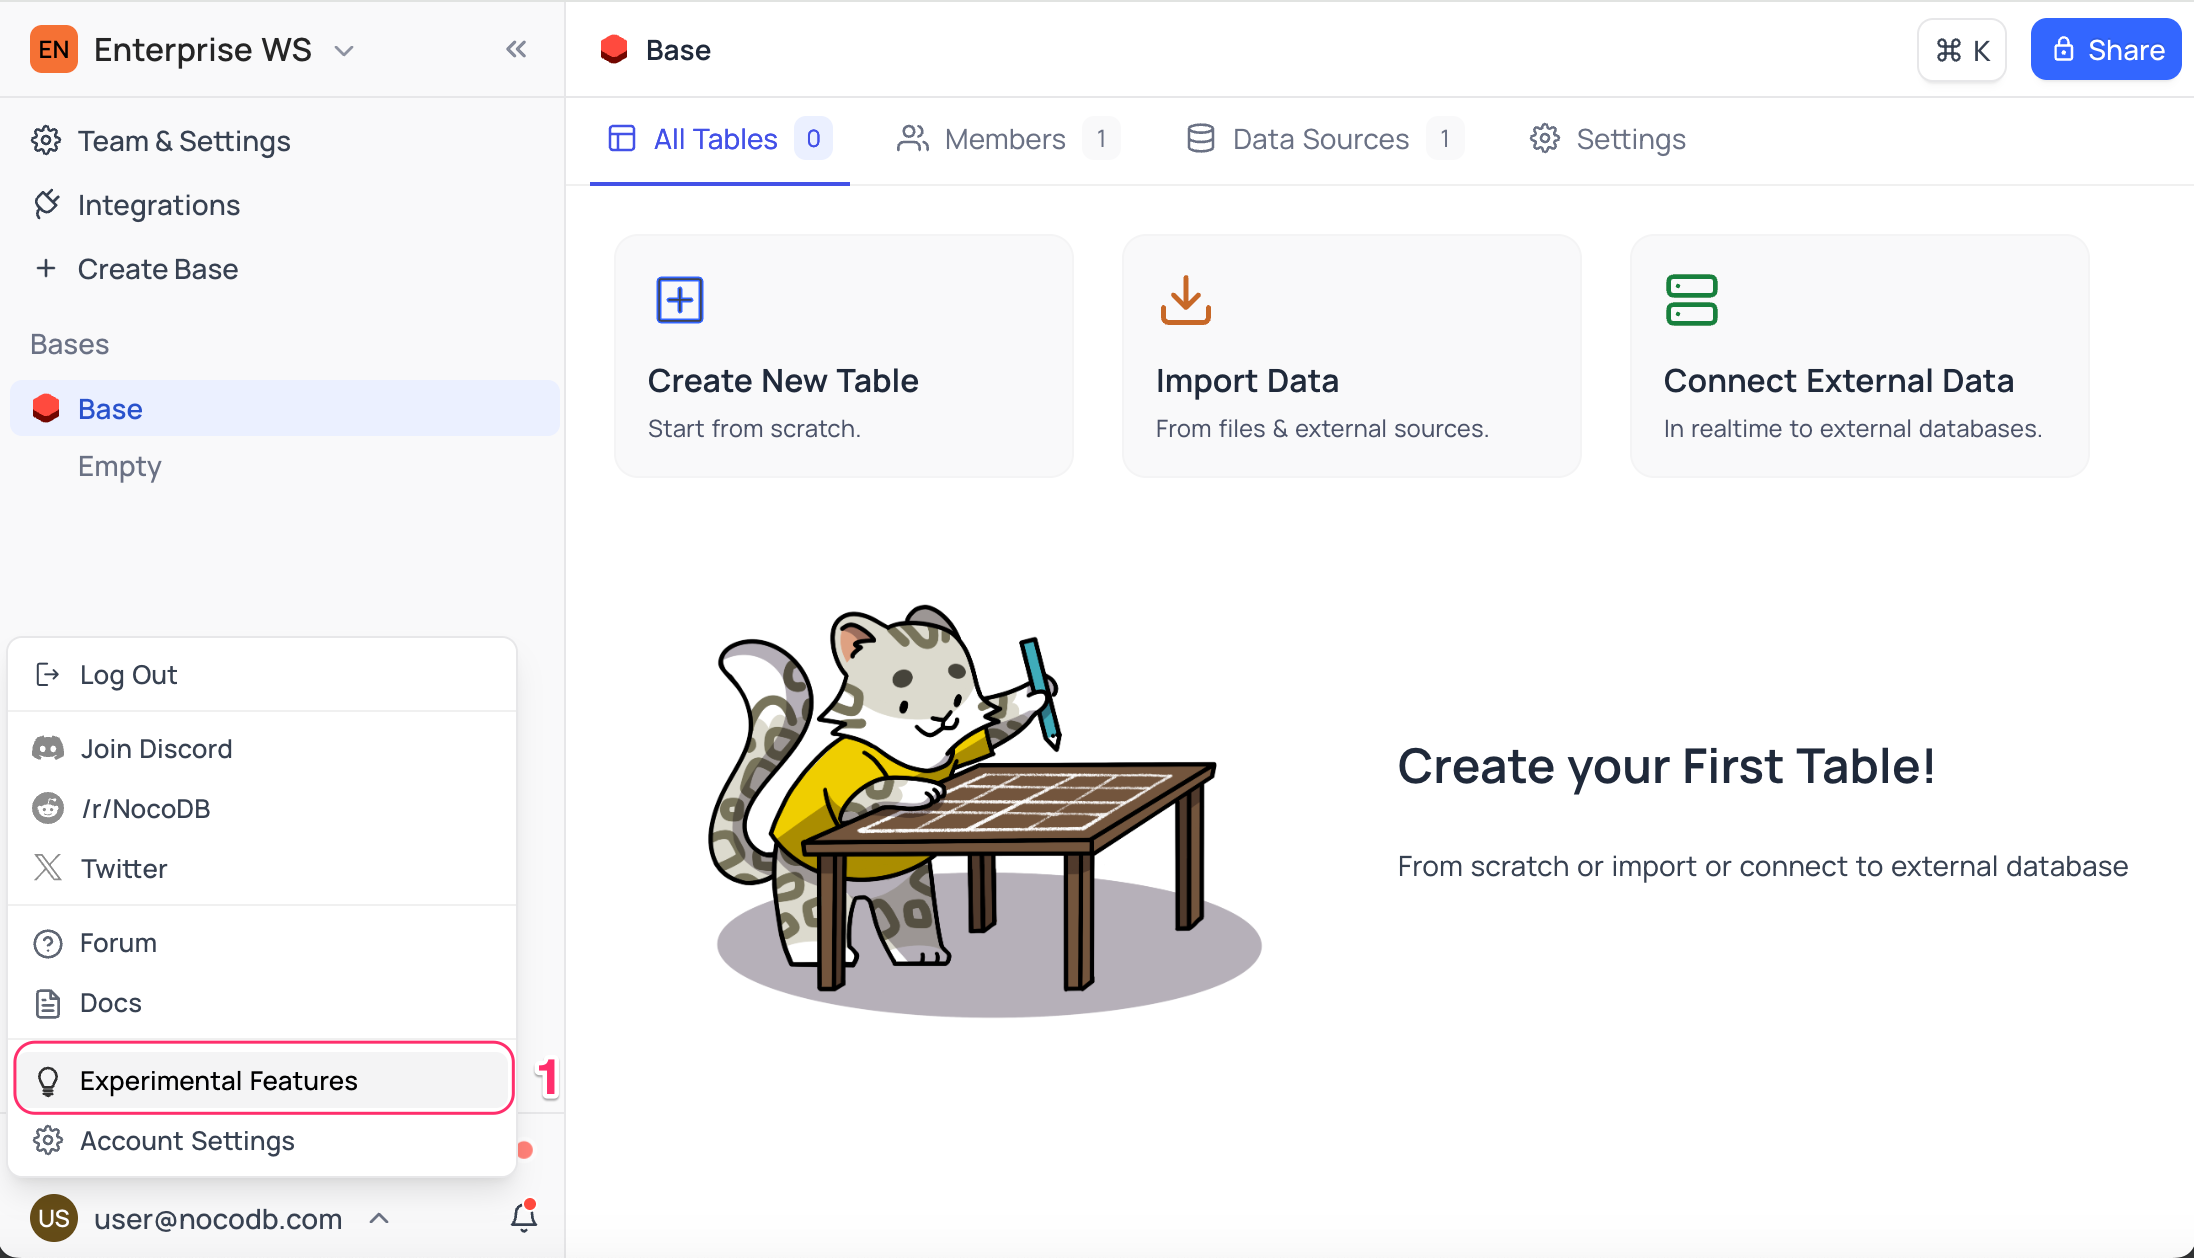 EN Enterprise WS
Team & Settings
Integrations
Create Base
Bases
Base
Empty
Log Out
Join Discord
/r/NocoDB
Twitter
Forum
Docs
Experimental Features 1
Account Settings
US user@nocodb.com
Base
⌘ K
Share
All Tables 0
Members 1
Data Sources 1
Settings
Create New Table
Start from scratch.
Import Data
From files & external sources.
Connect External Data
In realtime to external databases.
Create your First Table!
From scratch or import or connect to external database